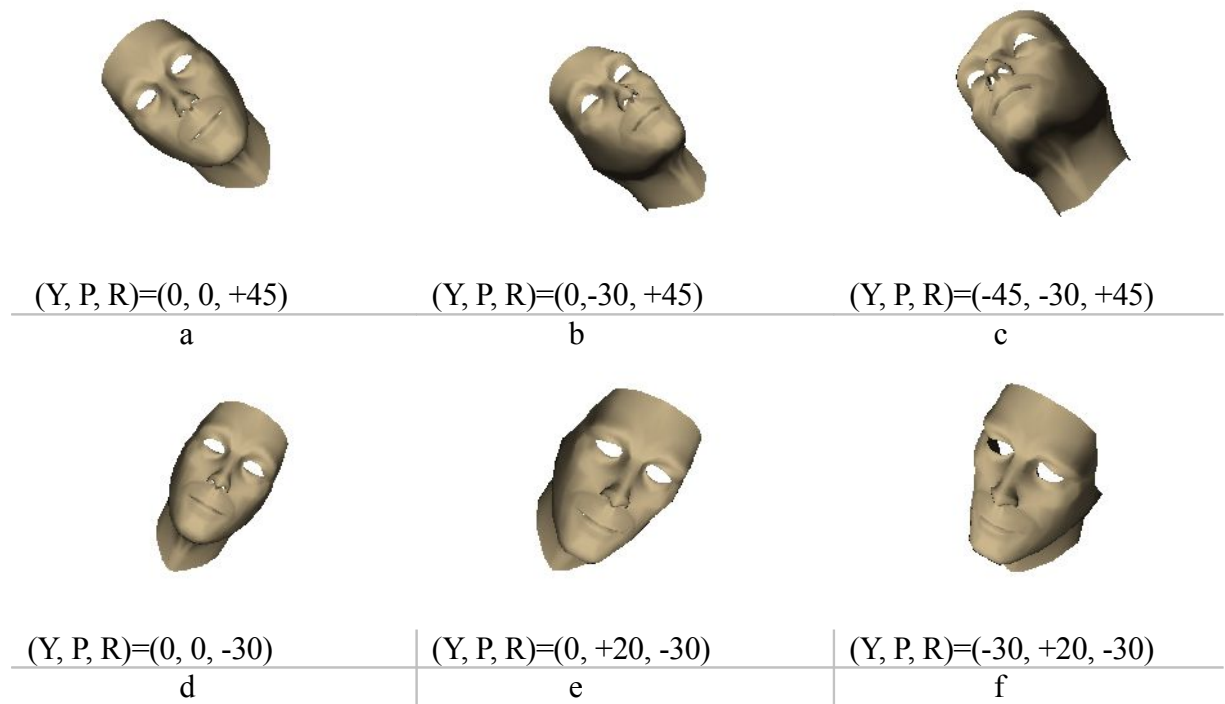 (Y, P, R)=(0, 0, +45) (Y, P, R)=(0,-30, +45) (Y, P, R)=(-45, -30, +45)
a b c
(Y, P, R)=(0, 0, -30) (Y, P, R)=(0, +20, -30) (Y, P, R)=(-30, +20, -30)
d e f